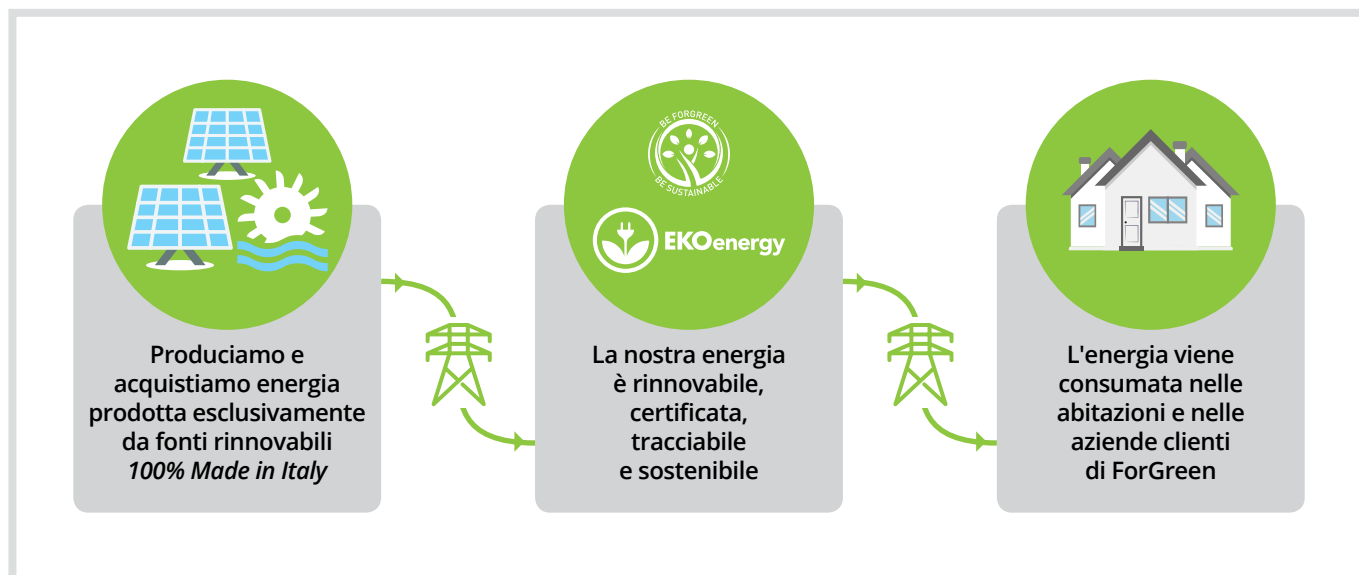 Produciamo e
acquistiamo energia
prodotta esclusivamente
da fonti rinnovabili
100% Made in Italy
BE FORGREEN
BE SUSTAINABLE
EKOenergy
La nostra energia
è rinnovabile,
certificata,
tracciabile
e sostenibile
L'energia viene
consumata nelle
abitazioni e nelle
aziende clienti
di ForGreen